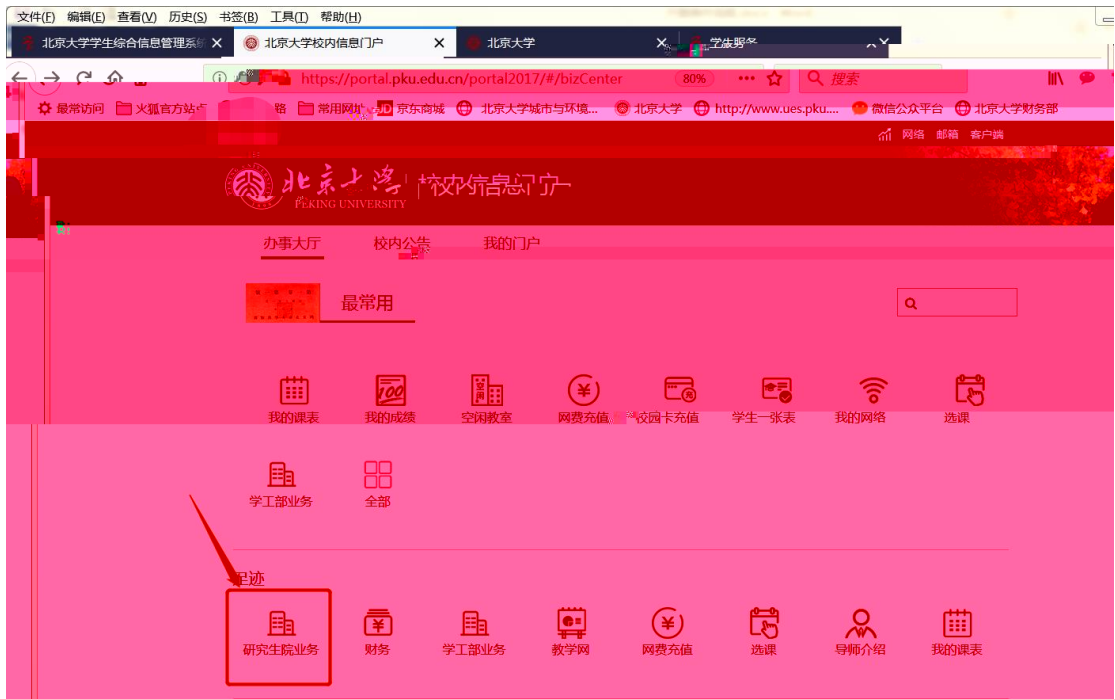 文件(F) 编辑(E) 查看(V) 历史(S) 书签(B) 工具(T) 帮助(H)
北京大学学生综合信息管理系统 北京大学校内信息门户 北京大学
https://portal.pku.edu.cn/portal2017/#/bizCenter 80% 搜索
最常访问 火狐官方站点 常用网址 JD 京东商城 北京大学城市与环境... 北京大学 http://www.ues.pku.... 微信公众平台 北京大学财务部
网络 邮箱 客户端
北京大学 校内信息门户
PEKING UNIVERSITY
办事大厅 校内公告 我的门户
最常用
我的课表 我的成绩 空闲教室 网费充值 校园卡充值 学生一张表 我的网络 选课
学工部业务 全部
足迹
研究生院业务 财务 学工部业务 教学网 网费充值 选课 导师介绍 我的课表